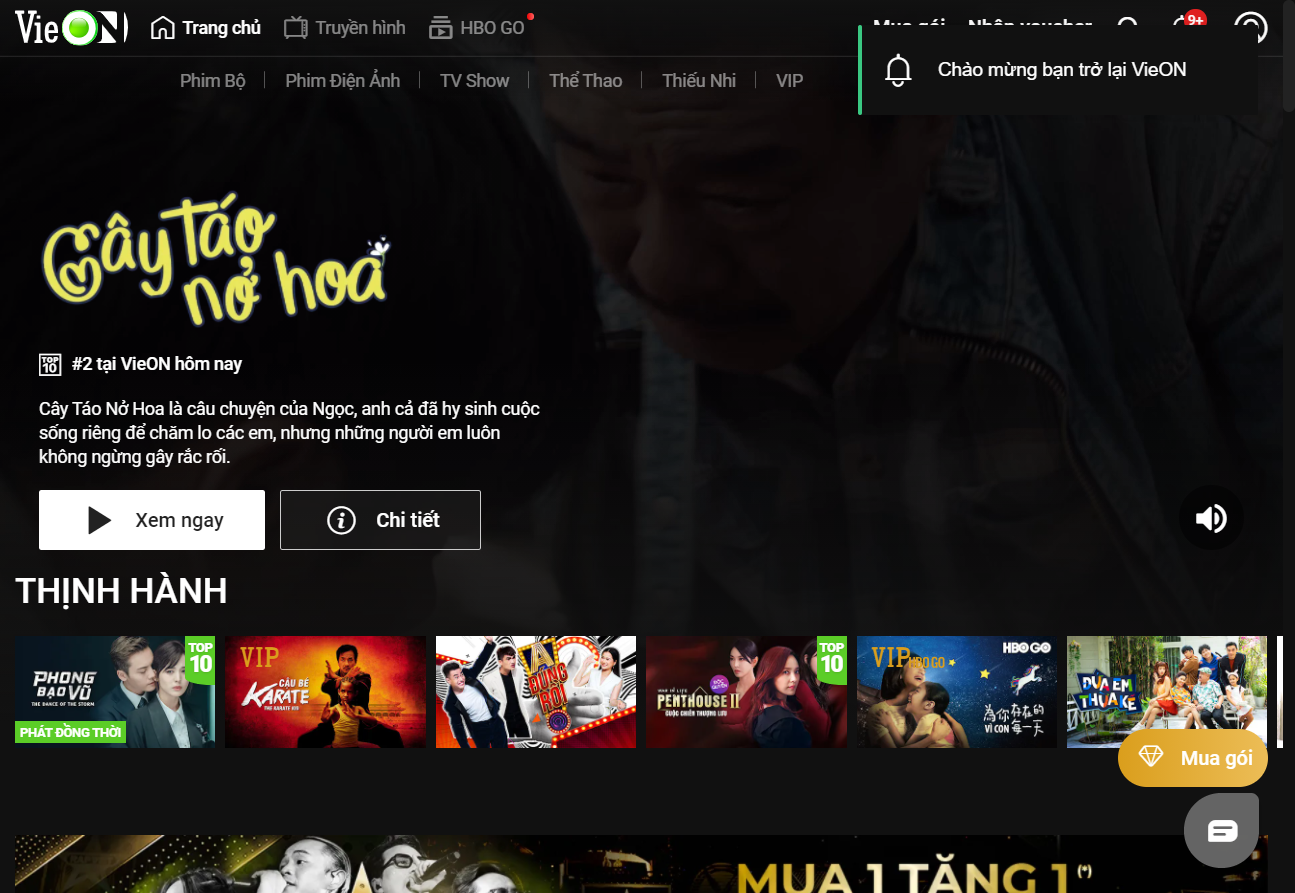 VieON
Trang chủ
Truyền hình
HBO GO
Mua gói
Nhập voucher
9+
Chào mừng bạn trở lại VieON
Phim Bộ
Phim Điện Ảnh
TV Show
Thể Thao
Thiếu Nhi
VIP
Cây táo
nở hoa
TOP
10
#2 tại VieON hôm nay
Cây Táo Nở Hoa là câu chuyện của Ngọc, anh cả đã hy sinh cuộc
sống riêng để chăm lo các em, nhưng những người em luôn
không ngừng gây rắc rối.
Xem ngay
Chi tiết
THỊNH HÀNH
PHONG
BẠO VŨ
THE DANCE OF THE STORM
TOP
10
PHÁT ĐỒNG THỜI
VIP
CẬU BÉ
KARATE
THE KARATE KID
A
ĐÚNG
RỒI
ĐỘC
QUYỀN
PENTHOUSE II
CUỘC CHIẾN THƯỢNG LƯU
TOP
10
VIP
HBO GO
HBO GO
為你存在的
VÌ CON 每一天
ĐƯA EM
THỪA KẾ
Mua gói
MUA 1 TẶNG 1(*)